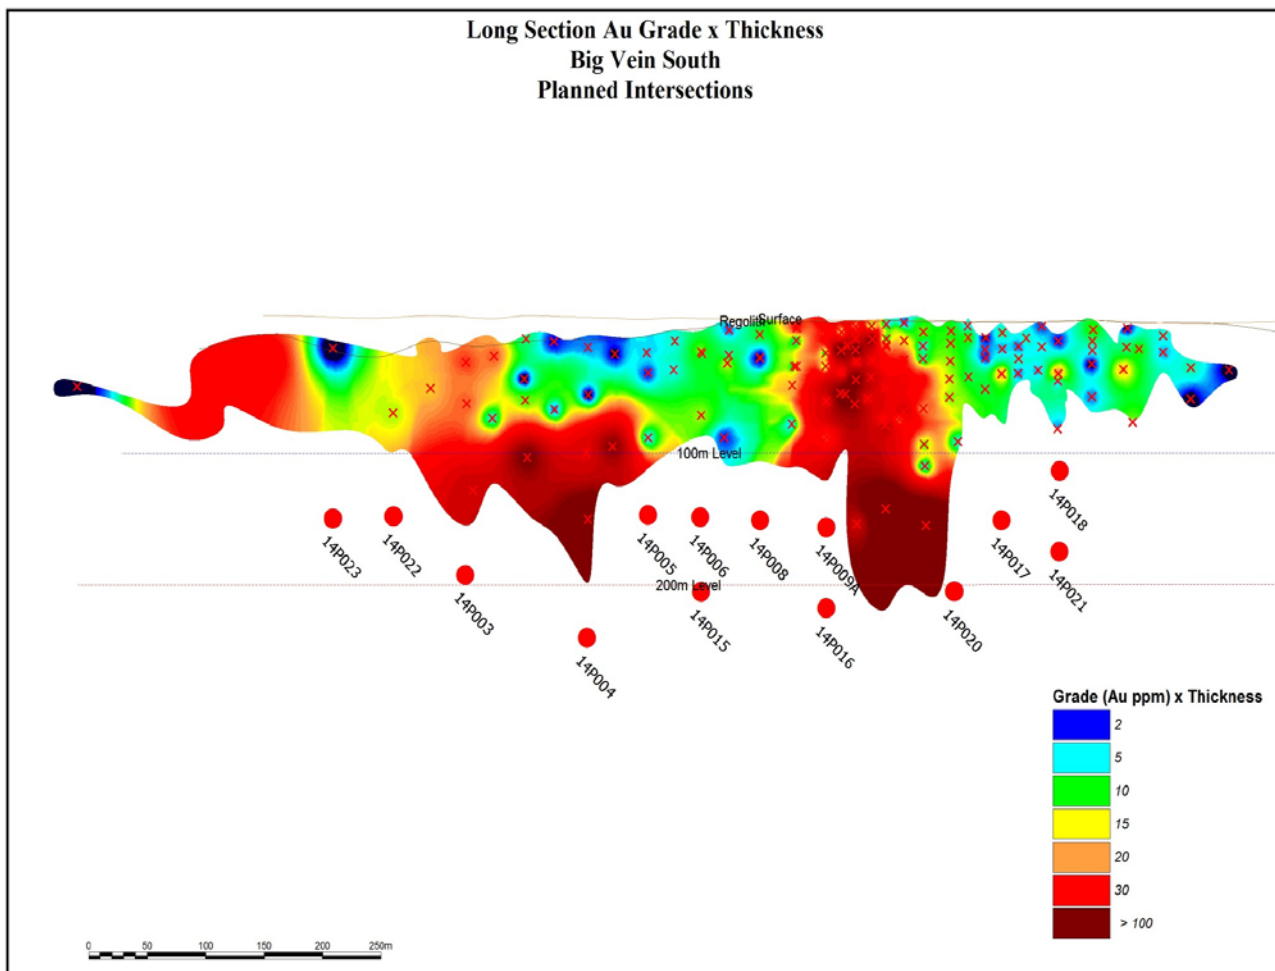 Long Section Au Grade x Thickness
Big Vein South
Planned Intersections
Regolith
Surface
100m Level
14P023
14P022
14P005
14P006
14P008
14P009A
14P017
14P018
14P003
200m Level
14P015
14P016
14P020
14P021
14P004
Grade (Au ppm) x Thickness
2
5
10
15
20
30
> 100
0 50 100 150 200 250m